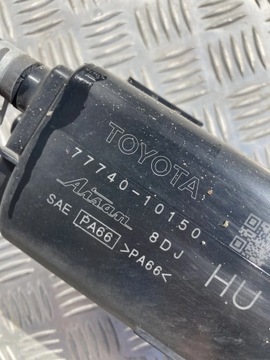 TOYOTA
77740-10150-
Aisan 8DJ
SAE PA66 >PA66<
HU